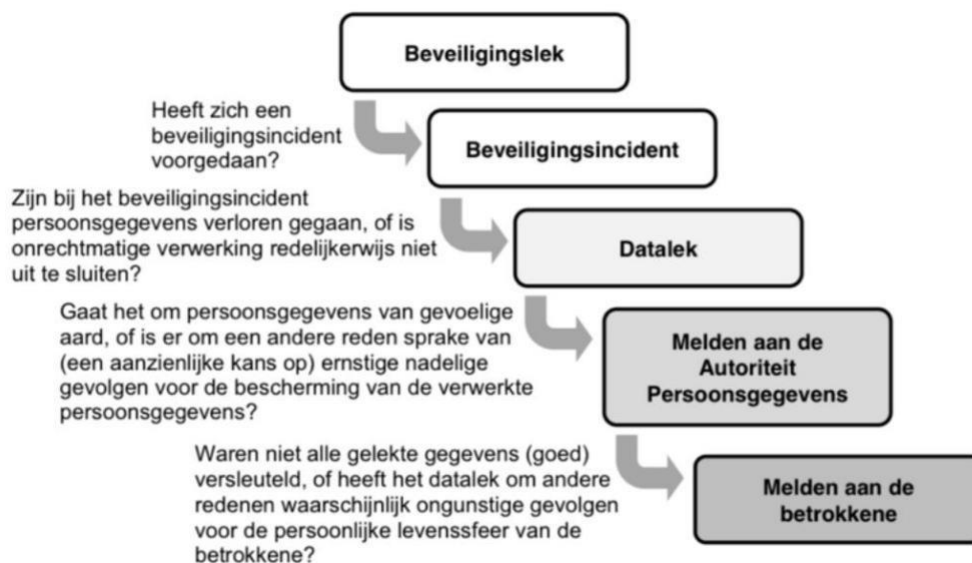 Beveiligingslek
Heeft zich een
beveiligingsincident
voorgedaan?
Beveiligingsincident
Zijn bij het beveiligingsincident
persoonsgegevens verloren gegaan, of is
onrechtmatige verwerking redelijkerwijs niet
uit te sluiten?
Datalek
Gaat het om persoonsgegevens van gevoelige
aard, of is er om een andere reden sprake van
(een aanzienlijke kans op) ernstige nadelige
gevolgen voor de bescherming van de verwerkte
persoonsgegevens?
Melden aan de
Autoriteit
Persoonsgegevens
Waren niet alle gelekte gegevens (goed)
versleuteld, of heeft het datalek om andere
redenen waarschijnlijk ongunstige gevolgen
voor de persoonlijke levenssfeer van de
betrokkene?
Melden aan de
betrokkene